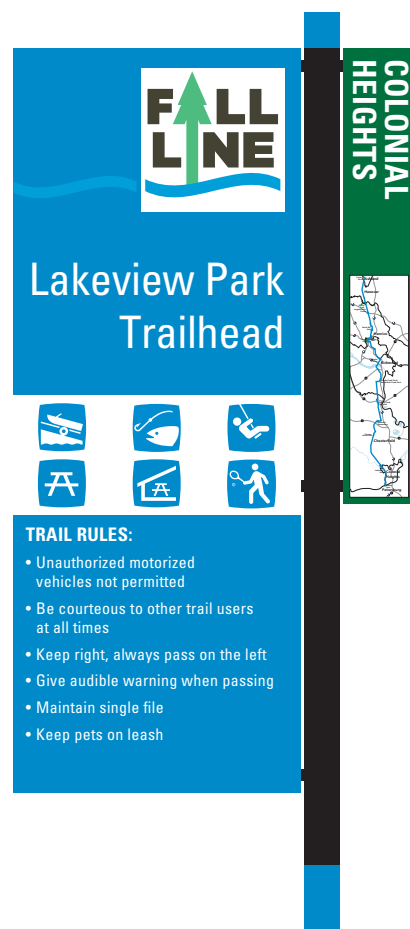 FALL
LINE
COLONIAL
HEIGHTS
Lakeview Park
Trailhead
TRAIL RULES:
• Unauthorized motorized
vehicles not permitted
• Be courteous to other trail users
at all times
• Keep right, always pass on the left
• Give audible warning when passing
• Maintain single file
• Keep pets on leash
Chesterfield